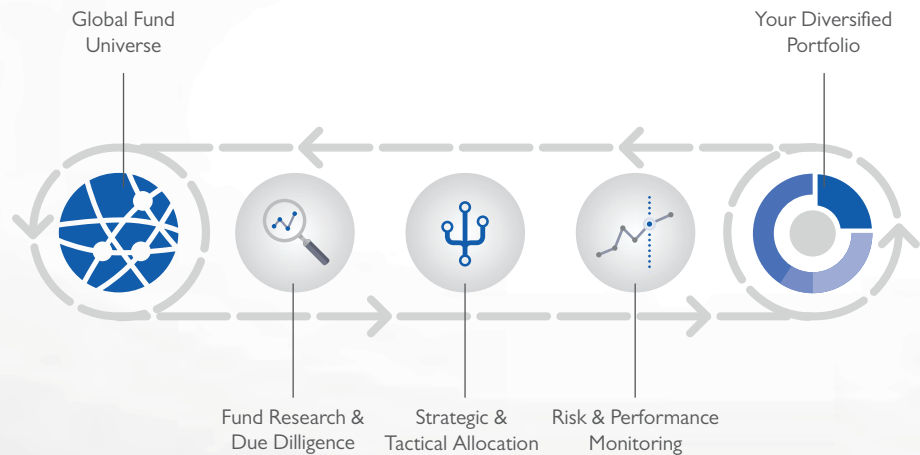 Global Fund
Universe
Your Diversified
Portfolio
Fund Research &
Due Dilligence
Strategic &
Tactical Allocation
Risk & Performance
Monitoring